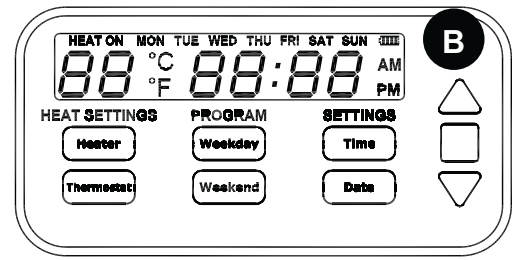 HEAT ON MON TUE WED THU FRI SAT SUN
B
88 °C °F 88:88 AM PM
HEAT SETTINGS PROGRAM SETTINGS
Heater Weekday Time
Thermostat Weekend Data